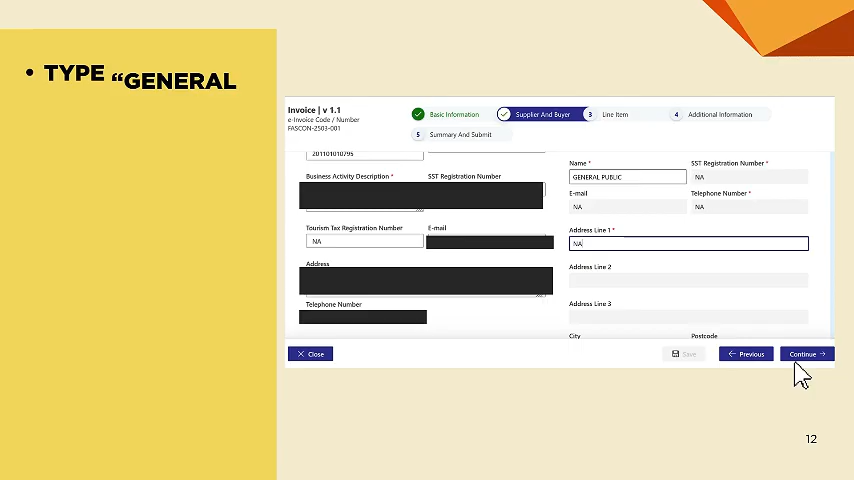 • TYPE “GENERAL
Invoice | v 1.1
e-Invoice Code / Number
FASCON-2503-001
Basic Information
Supplier And Buyer
3 Line Item
4 Additional Information
5 Summary And Submit
201101010795
Business Activity Description * SST Registration Number
Tourism Tax Registration Number E-mail
NA
Address
Telephone Number
Name * SST Registration Number *
GENERAL PUBLIC NA
E-mail Telephone Number *
NA NA
Address Line 1 *
NA
Address Line 2
Address Line 3
City Postcode
Close Save Previous Continue
12